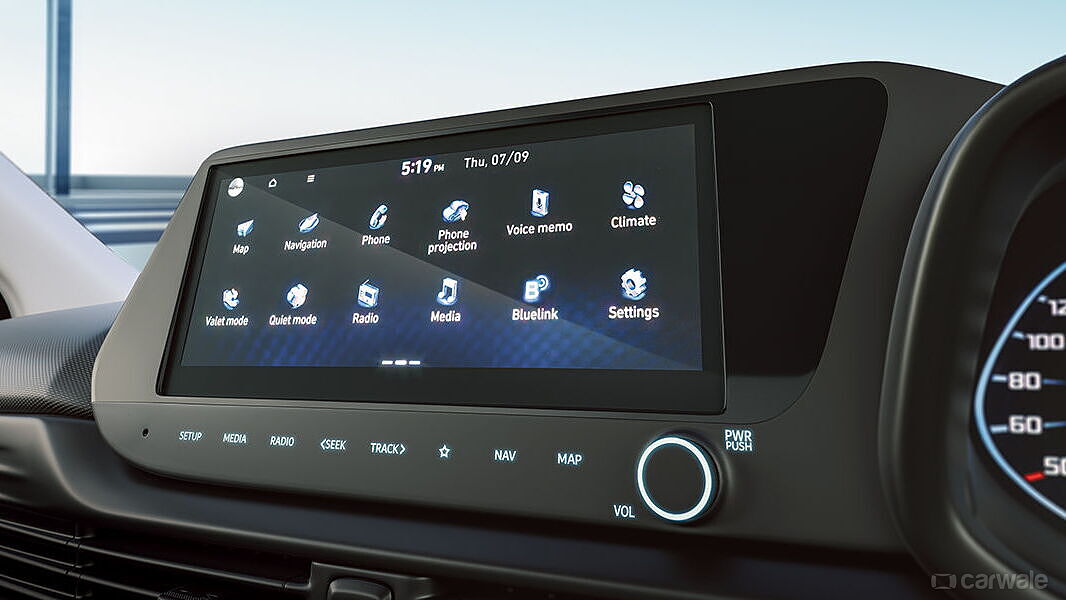 5:19 PM Thu, 07/09
Map Navigation Phone Phone projection Voice memo Climate
Valet mode Quiet mode Radio Media Bluelink Settings
SETUP MEDIA RADIO <SEEK TRACK> ☆ NAV MAP
VOL
PWR
PUSH
100
80
60
50
carwale